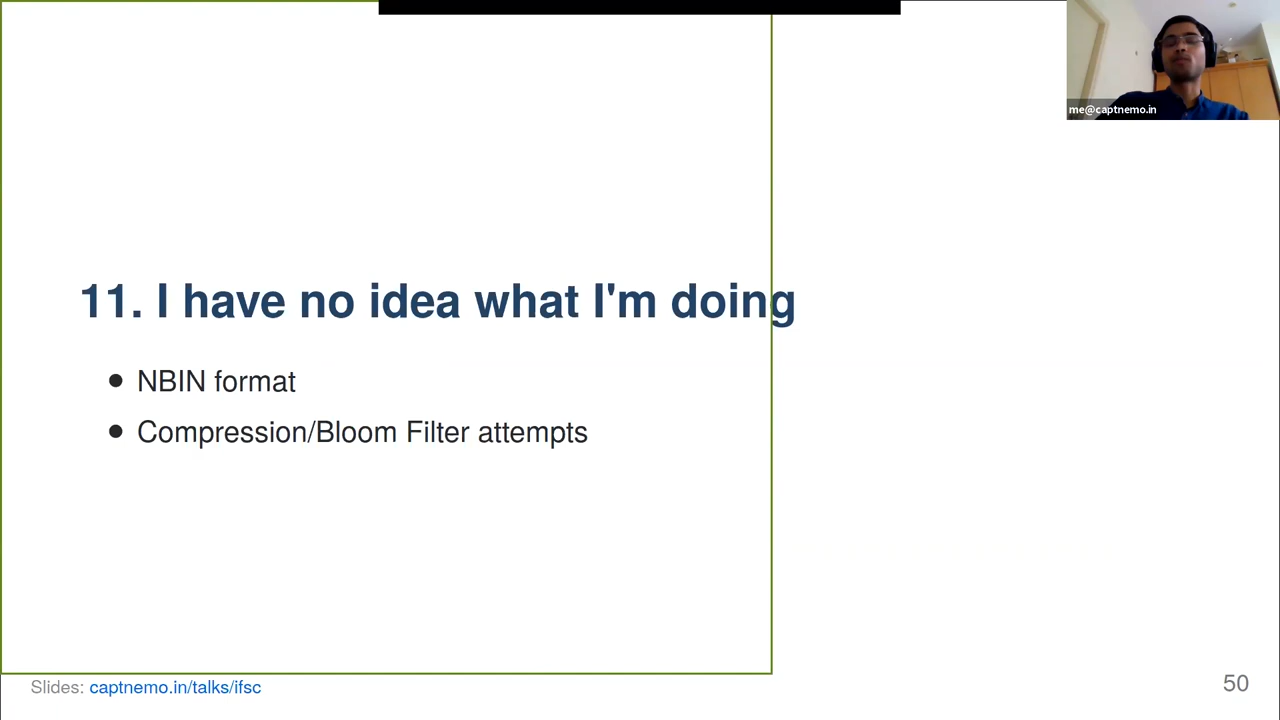 me@captnemo.in
11. I have no idea what I'm doing
● NBIN format
● Compression/Bloom Filter attempts
Slides: captnemo.in/talks/ifsc
50